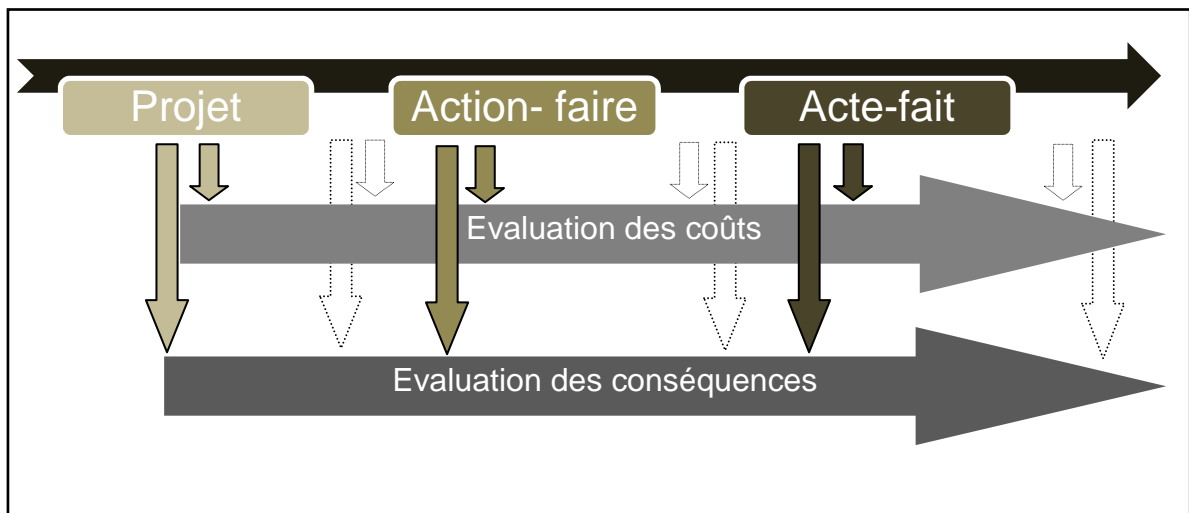 Projet
Action- faire
Acte-fait
Evaluation des coûts
Evaluation des conséquences